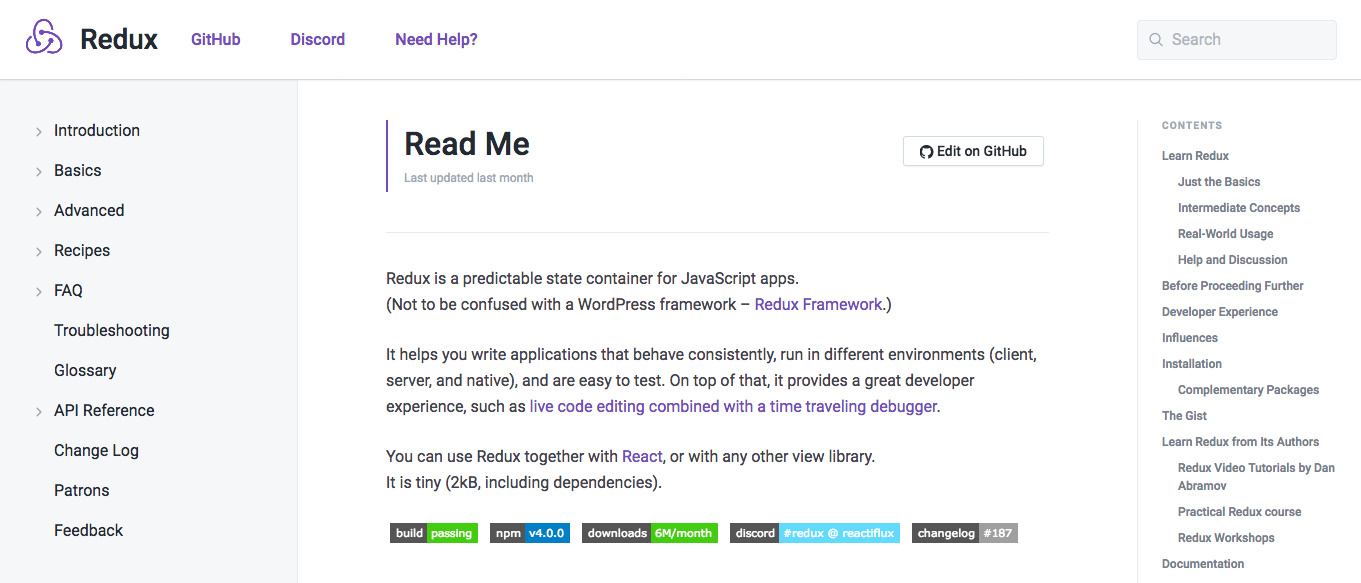 Redux
GitHub
Discord
Need Help?
Search
Introduction
Basics
Advanced
Recipes
FAQ
Troubleshooting
Glossary
API Reference
Change Log
Patrons
Feedback
Read Me
Last updated last month
Edit on GitHub
Redux is a predictable state container for JavaScript apps.
(Not to be confused with a WordPress framework – Redux Framework.)
It helps you write applications that behave consistently, run in different environments (client,
server, and native), and are easy to test. On top of that, it provides a great developer
experience, such as live code editing combined with a time traveling debugger.
You can use Redux together with React, or with any other view library.
It is tiny (2kB, including dependencies).
build passing
npm v4.0.0
downloads 6M/month
discord #redux @ reactiflux
changelog #187
CONTENTS
Learn Redux
Just the Basics
Intermediate Concepts
Real-World Usage
Help and Discussion
Before Proceeding Further
Developer Experience
Influences
Installation
Complementary Packages
The Gist
Learn Redux from Its Authors
Redux Video Tutorials by Dan
Abramov
Practical Redux course
Redux Workshops
Documentation